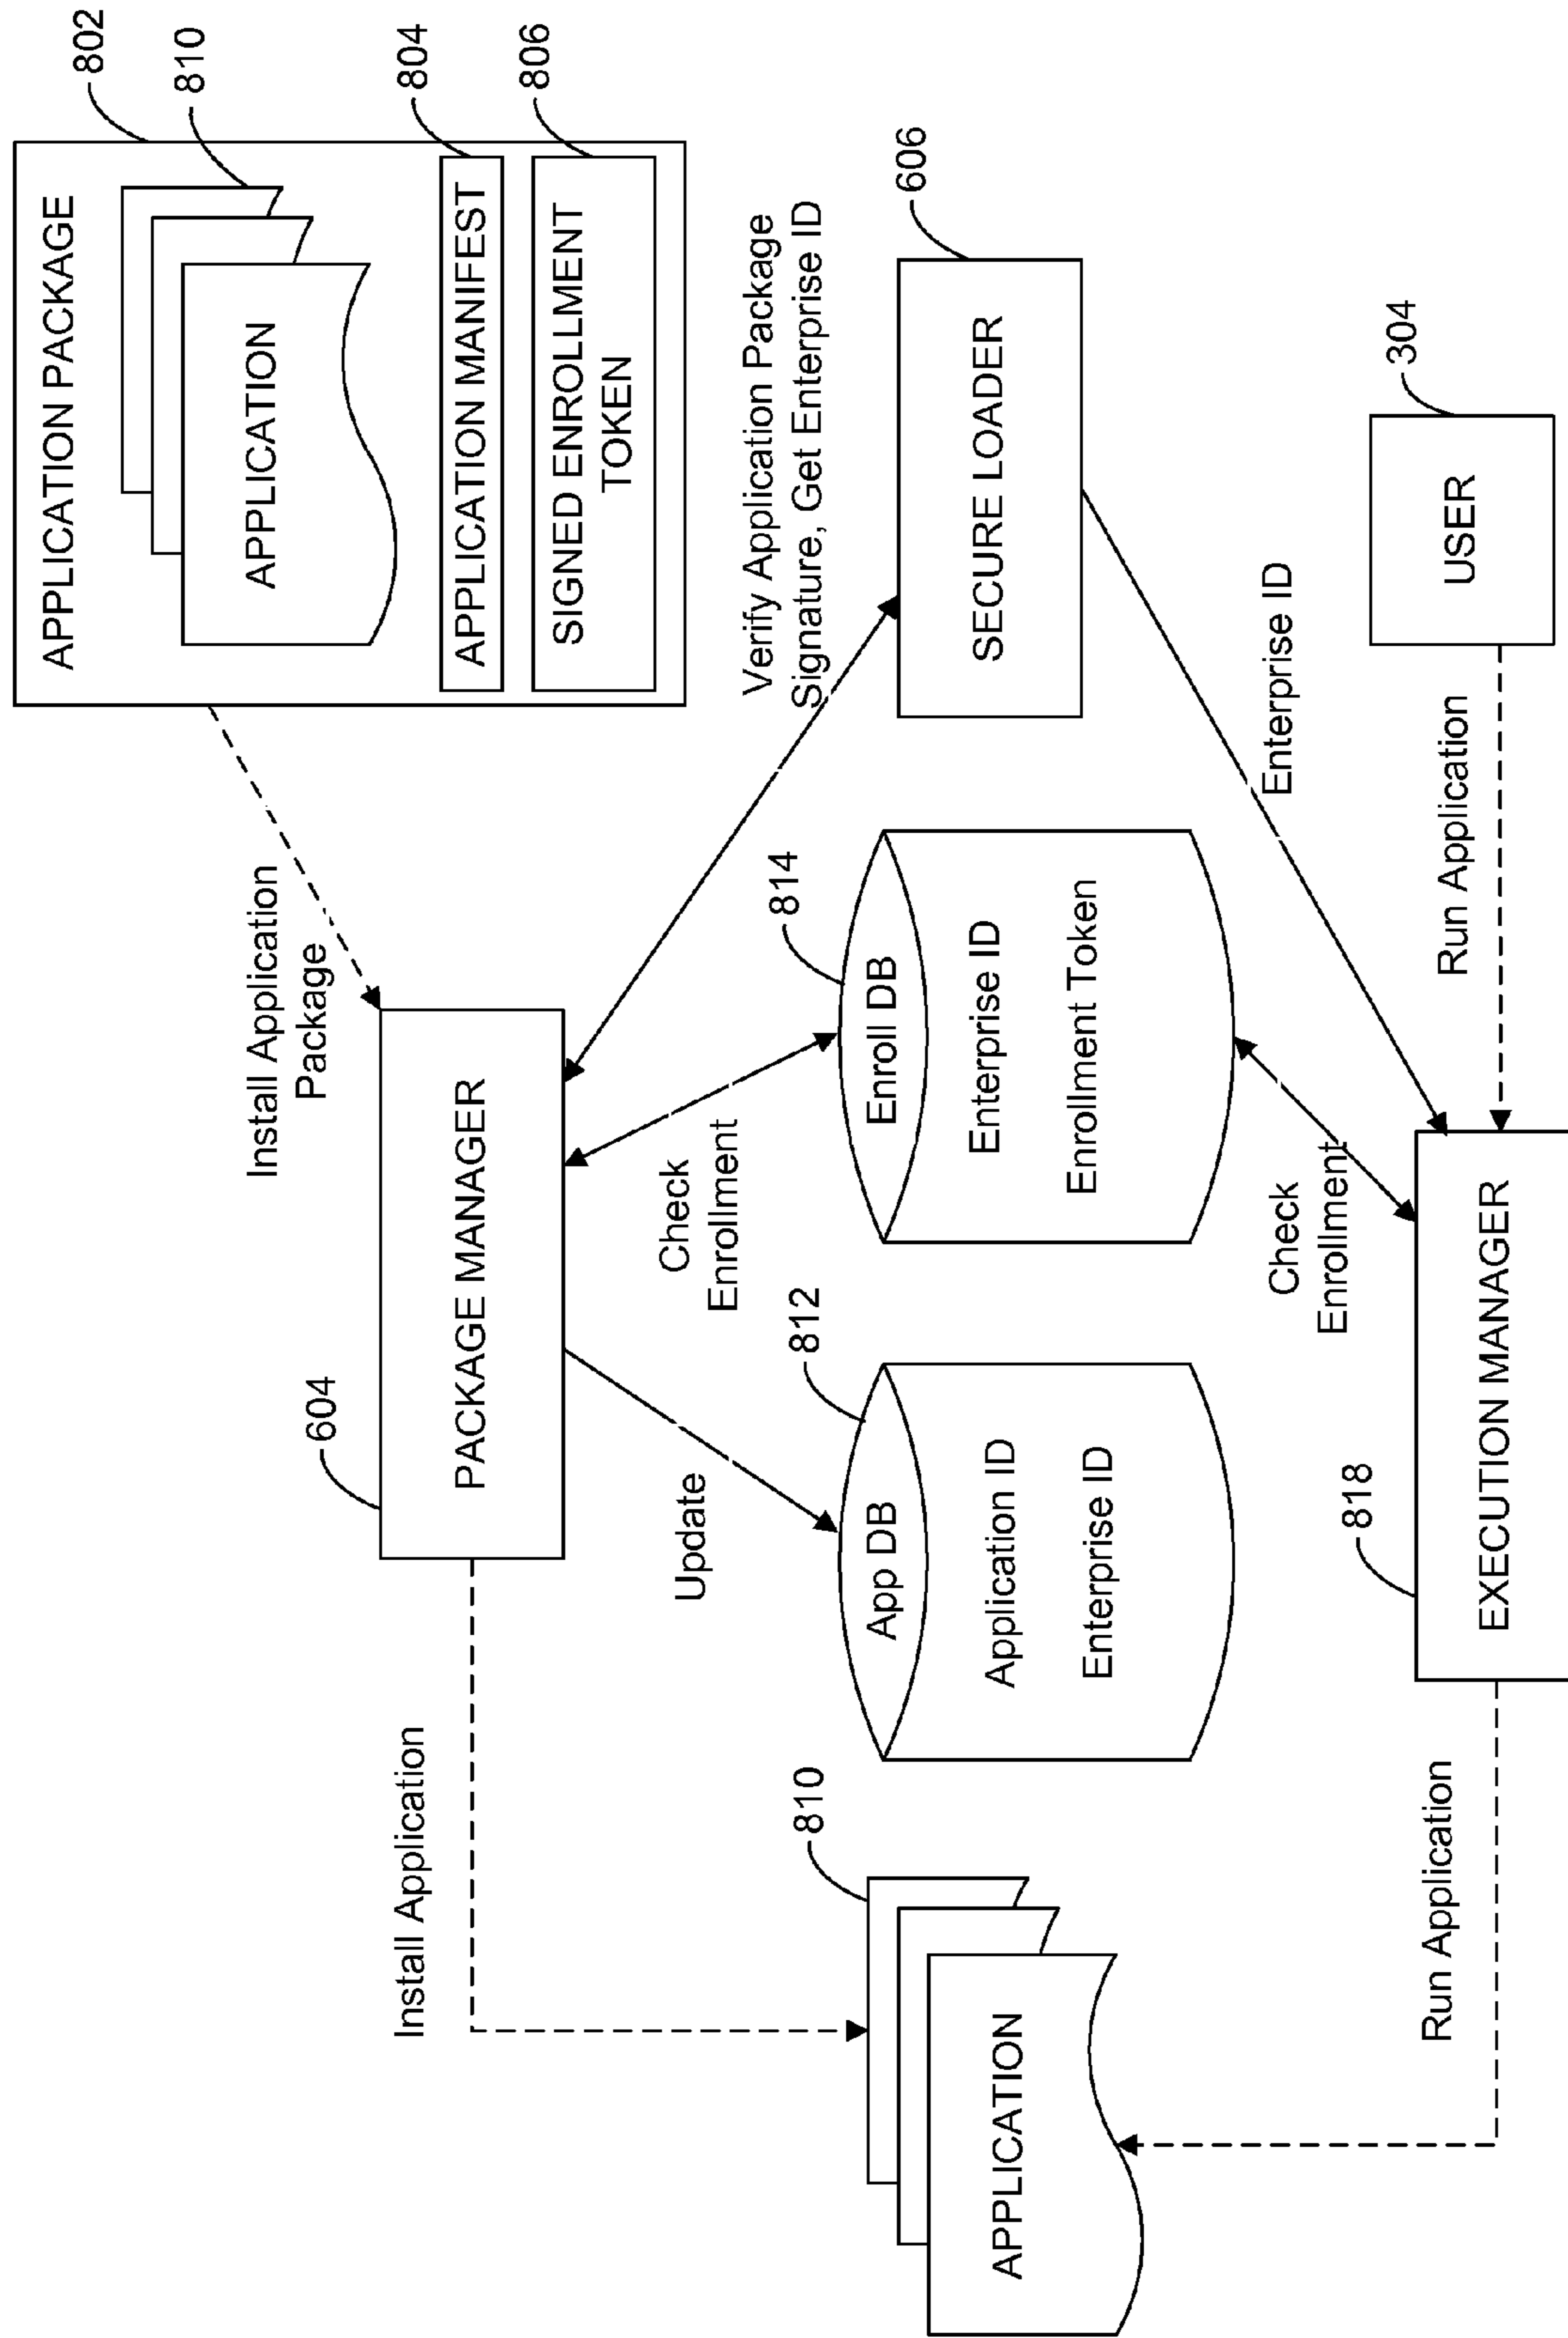 802
810
804
806
APPLICATION PACKAGE
APPLICATION
APPLICATION MANIFEST
SIGNED ENROLLMENT
TOKEN
Install Application
Package
Verify Application Package
Signature, Get Enterprise ID
606
SECURE LOADER
304
USER
Enterprise ID
Run Application
604
PACKAGE MANAGER
Check
Enrollment
814
Enroll DB
Enterprise ID
Enrollment Token
Check
Enrollment
Update
812
App DB
Application ID
Enterprise ID
818
EXECUTION MANAGER
Install Application
810
APPLICATION
Run Application